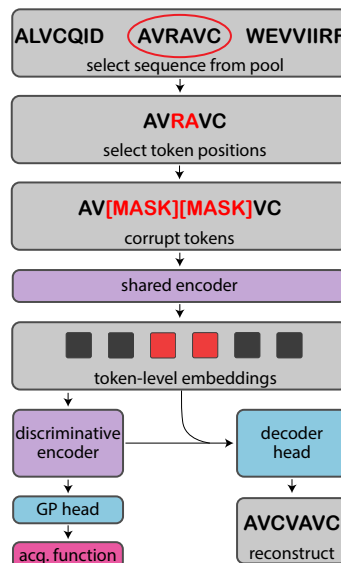 ALVCQID AVRAVC WEVVIIRF
select sequence from pool
AVRAVC
select token positions
AV[MASK][MASK]VC
corrupt tokens
shared encoder
token-level embeddings
discriminative
encoder
decoder
head
GP head
AVCVAVC
acq. function
reconstruct